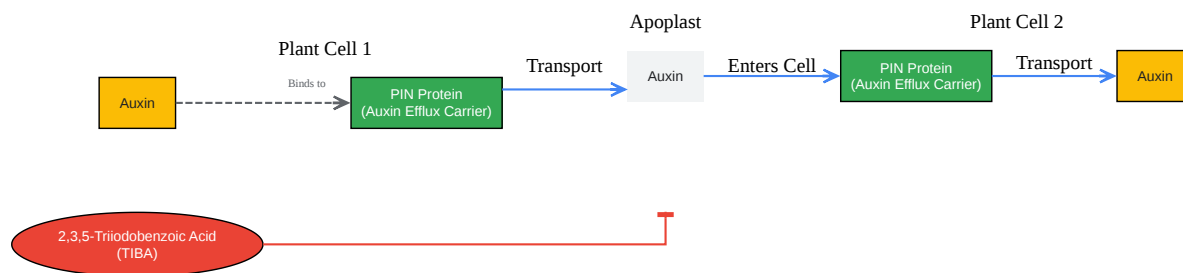 Plant Cell 1
Apoplast
Plant Cell 2
Auxin
Binds to
PIN Protein
(Auxin Efflux Carrier)
Transport
Auxin
Enters Cell
PIN Protein
(Auxin Efflux Carrier)
Transport
Auxin
2,3,5-Triiodobenzoic Acid
(TIBA)